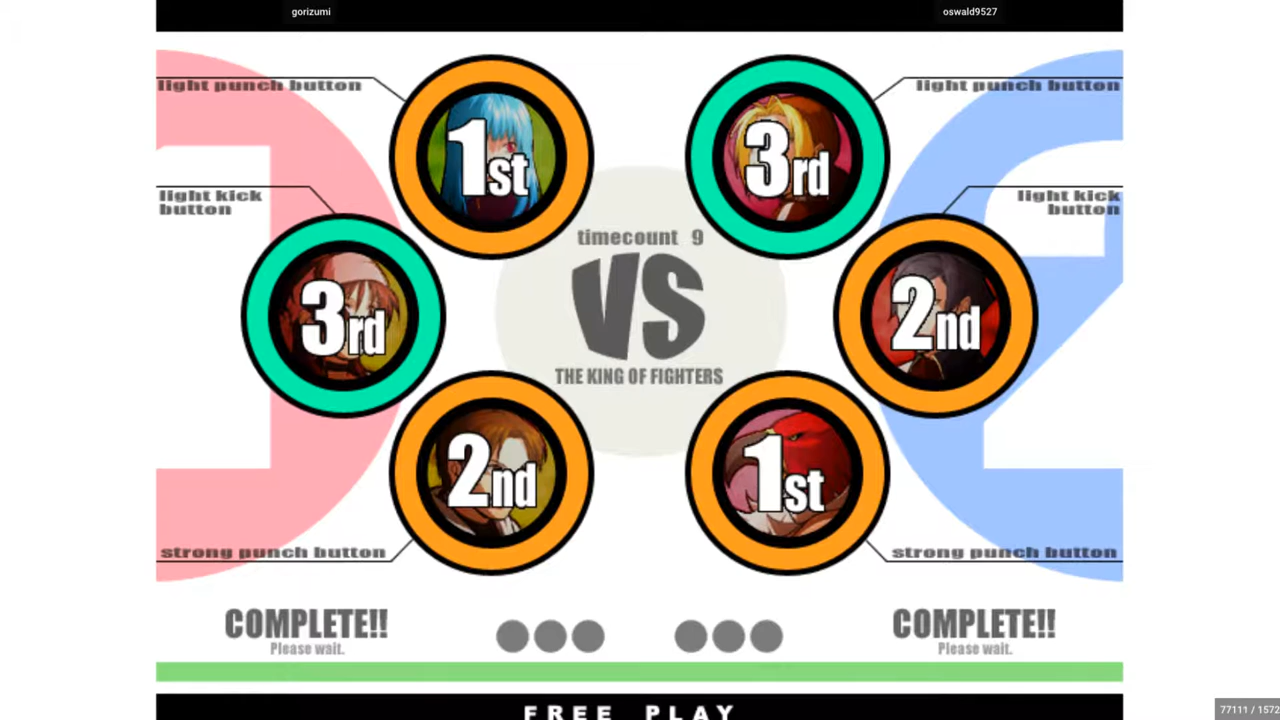 gorizumi
oswald9527
light punch button
light punch button
1st
3rd
light kick
button
light kick
button
timecount 9
VS
THE KING OF FIGHTERS
3rd
2nd
2nd
1st
strong punch button
strong punch button
COMPLETE!!
Please wait.
COMPLETE!!
Please wait.
FREE PLAY
77111 / 1572